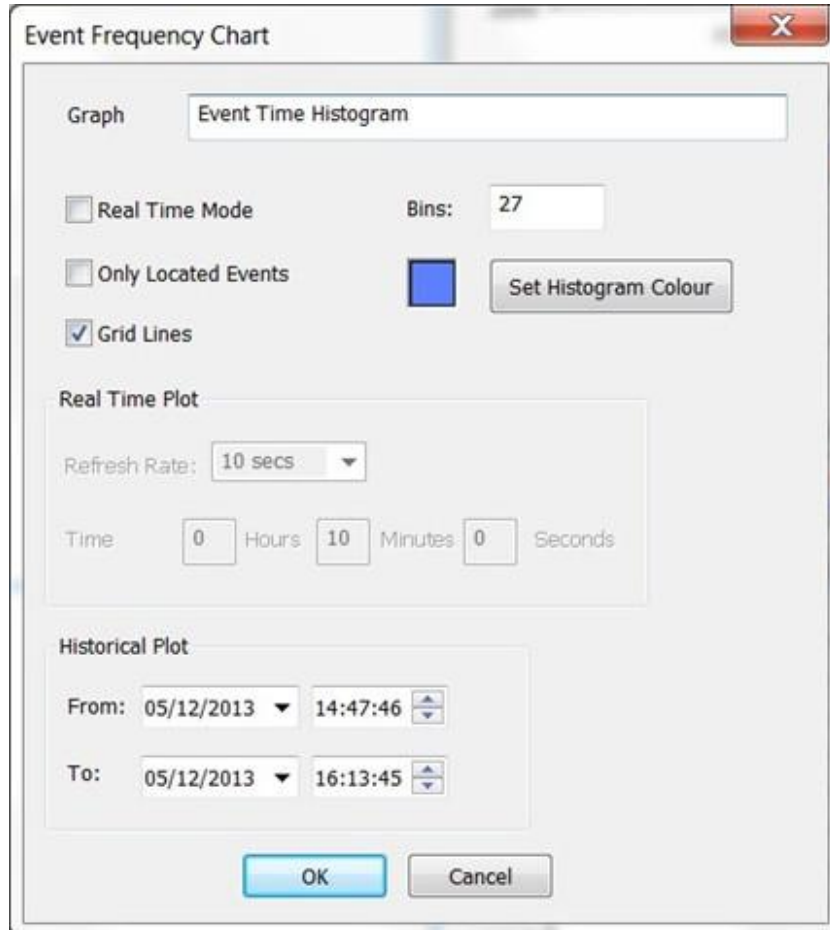 Event Frequency Chart
Graph Event Time Histogram
Real Time Mode Bins: 27
Only Located Events Set Histogram Colour
Grid Lines
Real Time Plot
Refresh Rate: 10 secs
Time 0 Hours 10 Minutes 0 Seconds
Historical Plot
From: 05/12/2013 14:47:46
To: 05/12/2013 16:13:45
OK Cancel